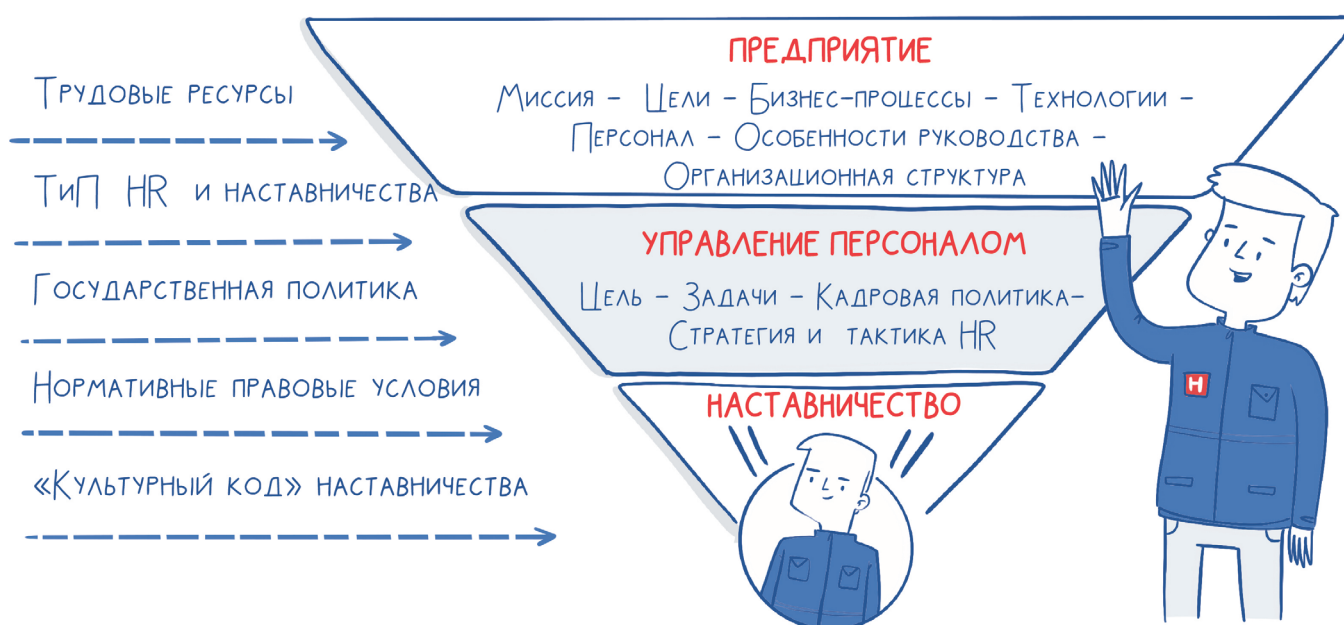 Трудовые ресурсы
ТиП HR и наставничества
Государственная политика
Нормативные правовые условия
«Культурный код» наставничества
ПРЕДПРИЯТИЕ
Миссия – Цели – Бизнес-процессы – Технологии –
Персонал – Особенности руководства –
Организационная структура
УПРАВЛЕНИЕ ПЕРСОНАЛОМ
Цель – Задачи – Кадровая политика–
Стратегия и тактика HR
НАСТАВНИЧЕСТВО
Н